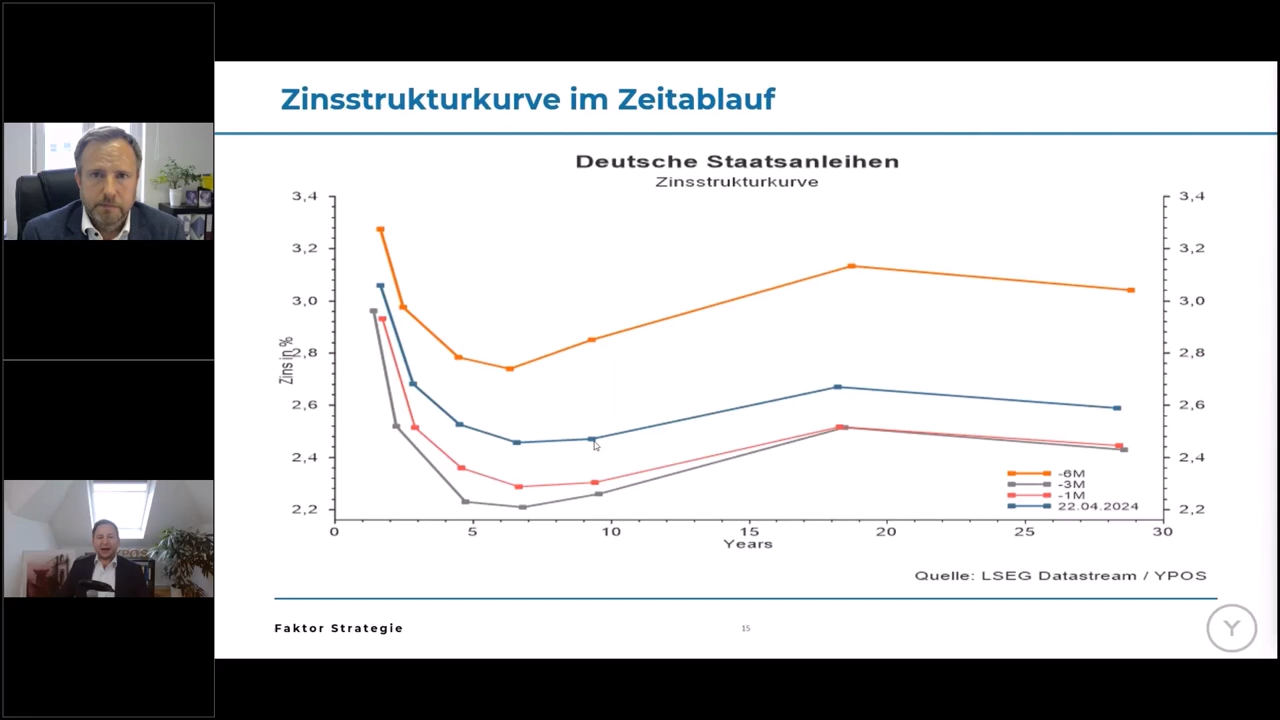 Zinsstrukturkurve im Zeitablauf
Deutsche Staatsanleihen
Zinsstrukturkurve
3,4 3,4
3,2 3,2
3,0 3,0
2,8 2,8
2,6 2,6
2,4 2,4
2,2 2,2
Zins in %
-6M
-3M
-1M
22.04.2024
0 5 10 15 20 25 30
Years
Quelle: LSEG Datastream / YPOS
Faktor Strategie
15
Y